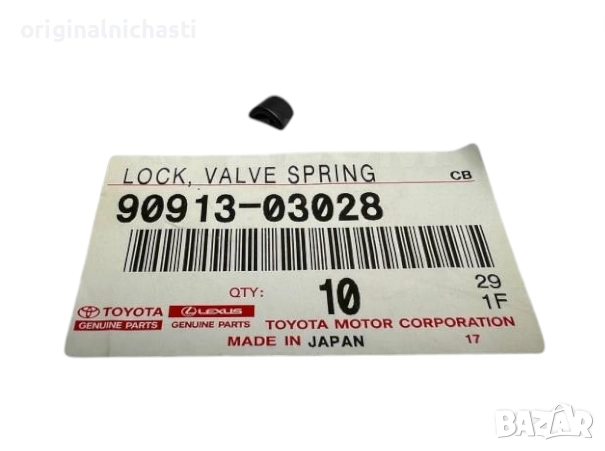 originalnichasti
LOCK, VALVE SPRING CB
90913-03028
QTY: 10 29
1F
TOYOTA LEXUS
GENUINE PARTS GENUINE PARTS TOYOTA MOTOR CORPORATION
MADE IN JAPAN 17
BAZAR